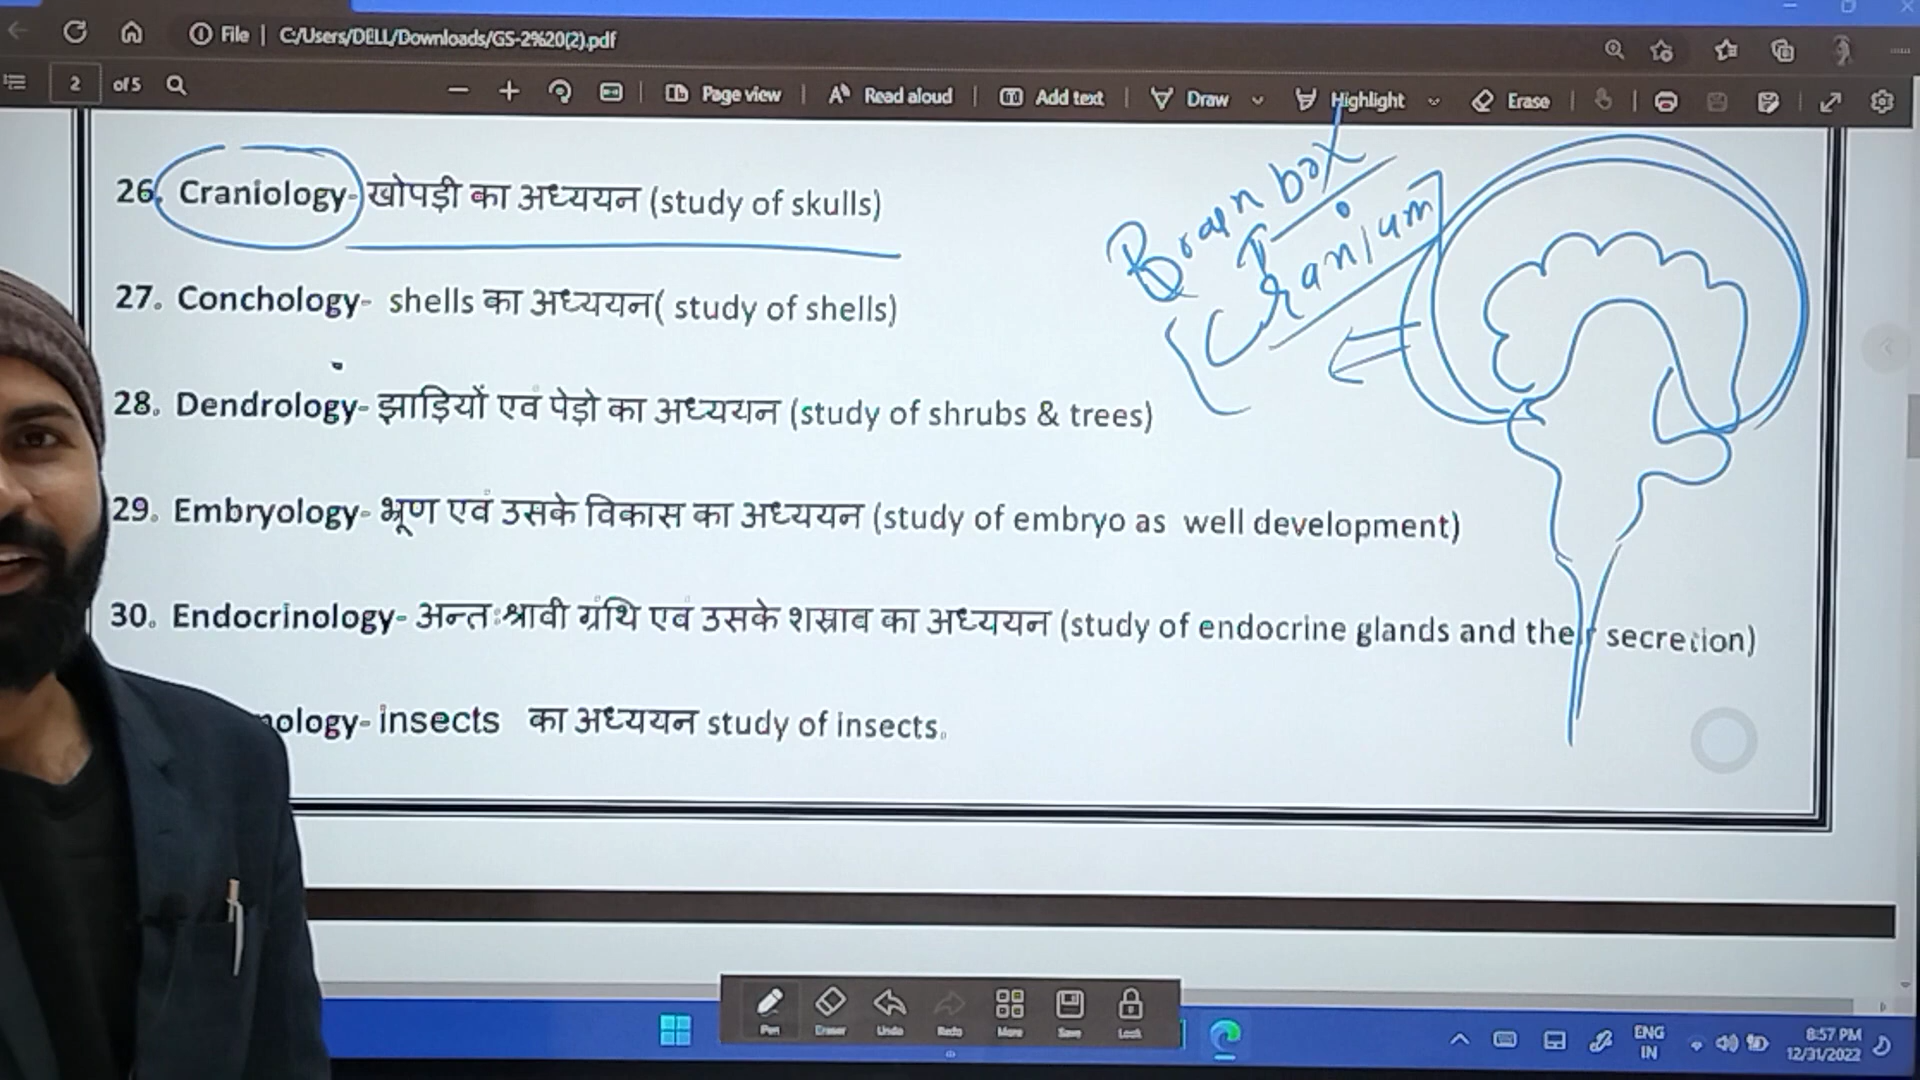 File | C:/Users/DELL/Downloads/GS-2%20(2).pdf
2 of 5 Page view Read aloud Add text Draw Highlight Erase
26. Craniology- खोपड़ी का अध्ययन (study of skulls)
Brain box
Cranium
27. Conchology- shells का अध्ययन( study of shells)
28. Dendrology- झाड़ियों एवं पेड़ो का अध्ययन (study of shrubs & trees)
29. Embryology- भ्रूण एवं उसके विकास का अध्ययन (study of embryo as well development)
30. Endocrinology- अन्तःश्रावी ग्रंथि एवं उसके शस्राव का अध्ययन (study of endocrine glands and their secretion)
nology- insects का अध्ययन study of insects.
Pen Eraser Undo Redo More Save Lock
ENG 8:57 PM
IN 12/31/2022